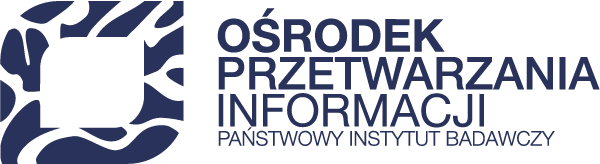 OŚRODEK
PRZETWARZANIA
INFORMACJI
PAŃSTWOWY INSTYTUT BADAWCZY